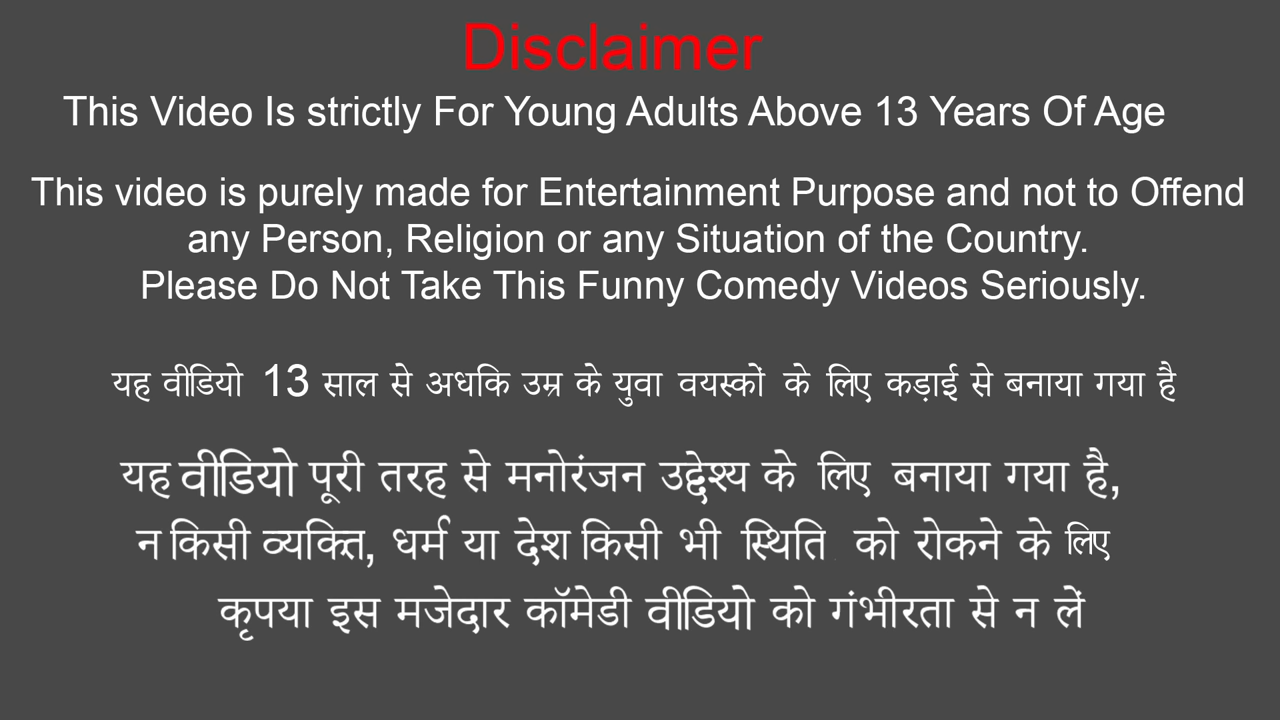 Disclaimer
This Video Is strictly For Young Adults Above 13 Years Of Age
This video is purely made for Entertainment Purpose and not to Offend
any Person, Religion or any Situation of the Country.
Please Do Not Take This Funny Comedy Videos Seriously.
यह वीडियो 13 साल से अधकि उम्र के युवा वयस्कों के लिए कड़ाई से बनाया गया है
यह वीडियो पूरी तरह से मनोरंजन उद्देश्य के लिए बनाया गया है,
न किसी व्यक्ति, धर्म या देश किसी भी स्थिति को रोकने के लिए
कृपया इस मजेदार कॉमेडी वीडियो को गंभीरता से न लें